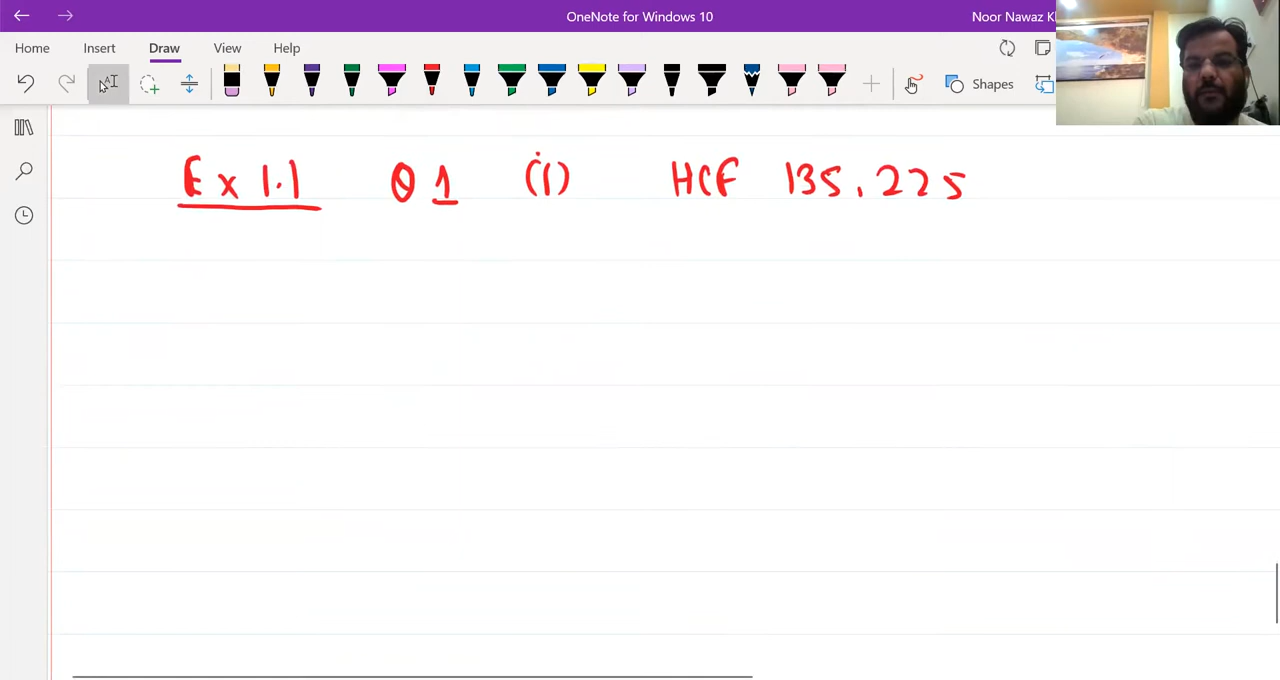 OneNote for Windows 10
Noor Nawaz Kh
Home Insert Draw View Help
Shapes
Ex 1.1 Q 1 (i) HCF 135, 225